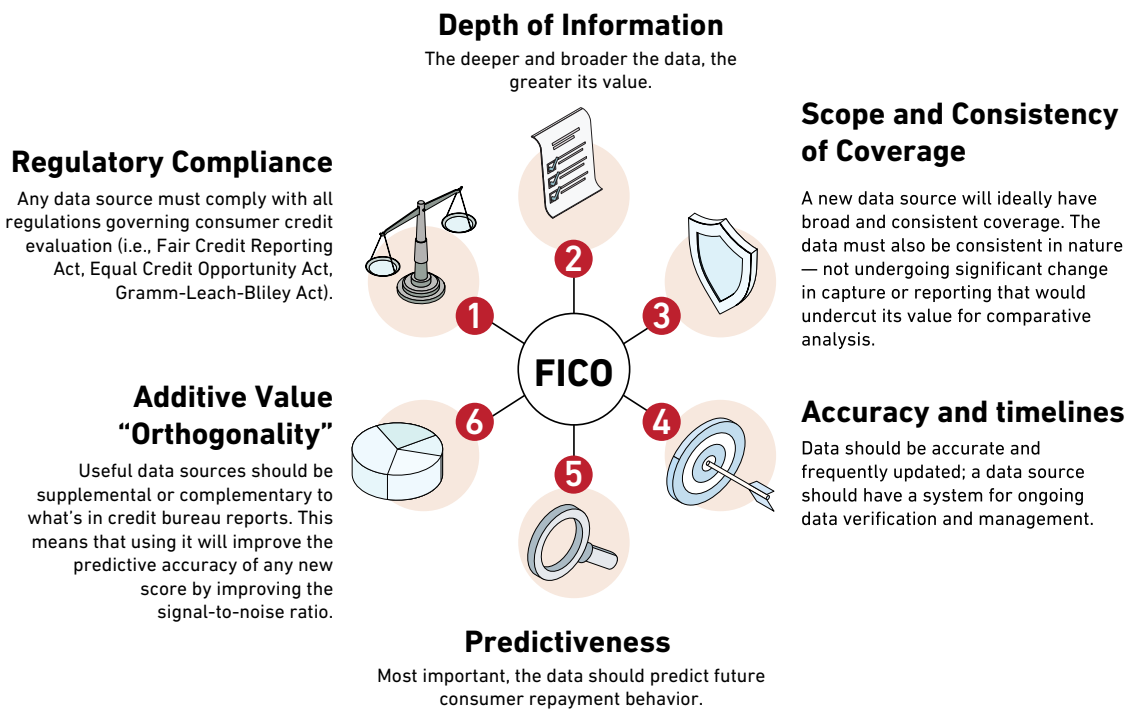 Depth of Information
The deeper and broader the data, the
greater its value.
Scope and Consistency
of Coverage
A new data source will ideally have
broad and consistent coverage. The
data must also be consistent in nature
— not undergoing significant change
in capture or reporting that would
undercut its value for comparative
analysis.
Regulatory Compliance
Any data source must comply with all
regulations governing consumer credit
evaluation (i.e., Fair Credit Reporting
Act, Equal Credit Opportunity Act,
Gramm-Leach-Bliley Act).
2
1
3
FICO
6
4
5
Additive Value
“Orthogonality”
Useful data sources should be
supplemental or complementary to
what’s in credit bureau reports. This
means that using it will improve the
predictive accuracy of any new
score by improving the
signal-to-noise ratio.
Accuracy and timelines
Data should be accurate and
frequently updated; a data source
should have a system for ongoing
data verification and management.
Predictiveness
Most important, the data should predict future
consumer repayment behavior.